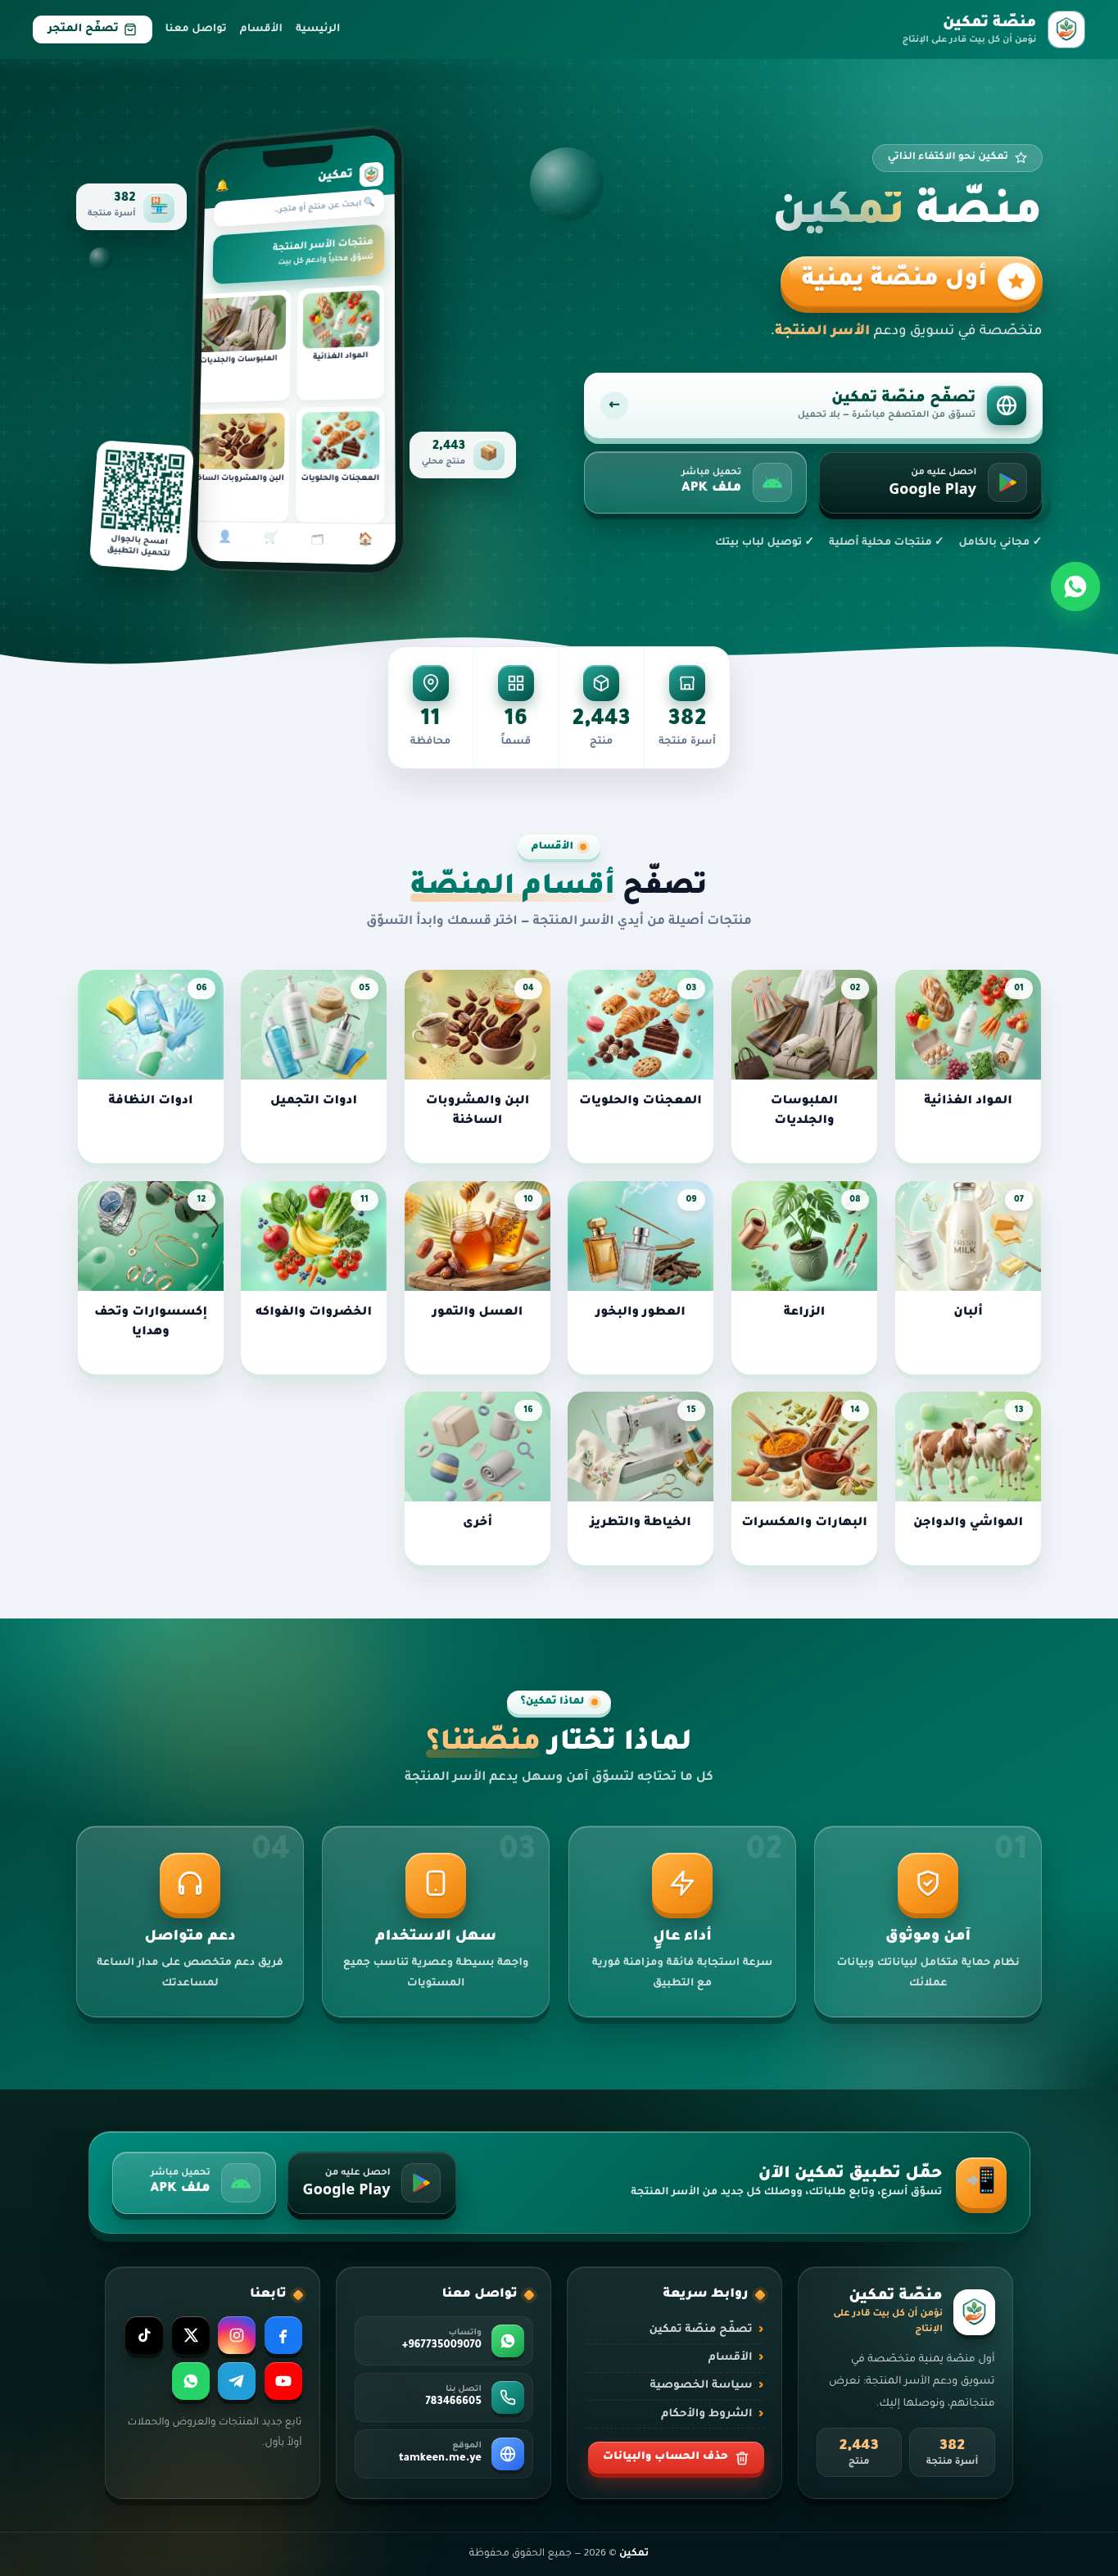 منصّة تمكين
نؤمن أن كل بيت قادر على الإنتاج
الرئيسية
الأقسام
تواصل معنا
تصفّح المتجر
تمكين نحو الاكتفاء الذاتي
منصّة تمكين
أول منصّة يمنية
متخصّصة في تسويق ودعم الأسر المنتجة.
تصفّح منصّة تمكين
تسوّق من المتصفح مباشرة – بلا تحميل
احصل عليه من
Google Play
تحميل مباشر
ملف APK
✓ مجاني بالكامل
✓ منتجات محلية أصلية
✓ توصيل لباب بيتك
382
أسرة منتجة
تمكين
ابحث عن منتج أو متجر..
منتجات الأسر المنتجة
تسوّق محلياً وادعم كل بيت
المواد الغذائية
الملبوسات والجلديات
المعجنات والحلويات
البن والمشروبات
2,443
منتج محلي
امسح بالجوال
لتحميل التطبيق
382
أسرة منتجة
2,443
منتج
16
قسماً
11
محافظة
الأقسام
تصفّح أقسام المنصّة
منتجات أصيلة من أيدي الأسر المنتجة – اختر قسمك وابدأ التسوّق
01
المواد الغذائية
02
الملبوسات
والجلديات
03
المعجنات والحلويات
04
البن والمشروبات
الساخنة
05
ادوات التجميل
06
ادوات النظافة
07
FRESH
MILK
ألبان
08
الزراعة
09
العطور والبخور
10
العسل والتمور
11
الخضروات والفواكه
12
إكسسوارات وتحف
وهدايا
13
المواشي والدواجن
14
البهارات والمكسرات
15
الخياطة والتطريز
16
أخرى
لماذا تمكين؟
لماذا تختار منصّتنا؟
كل ما تحتاجه لتسوّق آمن وسهل يدعم الأسر المنتجة
01
آمن وموثوق
نظام حماية متكامل لبياناتك وبيانات
عملائك
02
أداء عالٍ
سرعة استجابة فائقة ومزامنة فورية
مع التطبيق
03
سهل الاستخدام
واجهة بسيطة وعصرية تناسب جميع
المستويات
04
دعم متواصل
فريق دعم متخصص على مدار الساعة
لمساعدتك
حمّل تطبيق تمكين الآن
تسوّق أسرع، وتابع طلباتك، ووصلك كل جديد من الأسر المنتجة
احصل عليه من
Google Play
تحميل مباشر
ملف APK
منصّة تمكين
نؤمن أن كل بيت قادر على
الإنتاج
أول منصّة يمنية متخصّصة في
تسويق ودعم الأسر المنتجة: نعرض
منتجاتهم، ونوصلها إليك.
382
أسرة منتجة
2,443
منتج
روابط سريعة
› تصفّح منصّة تمكين
› الأقسام
› سياسة الخصوصية
› الشروط والأحكام
حذف الحساب والبيانات
تواصل معنا
واتساب
+967735009070
اتصل بنا
783466605
الموقع
tamkeen.me.ye
تابعنا
تابع جديد المنتجات والعروض والحملات
أولاً بأول.
تمكين © 2026 – جميع الحقوق محفوظة